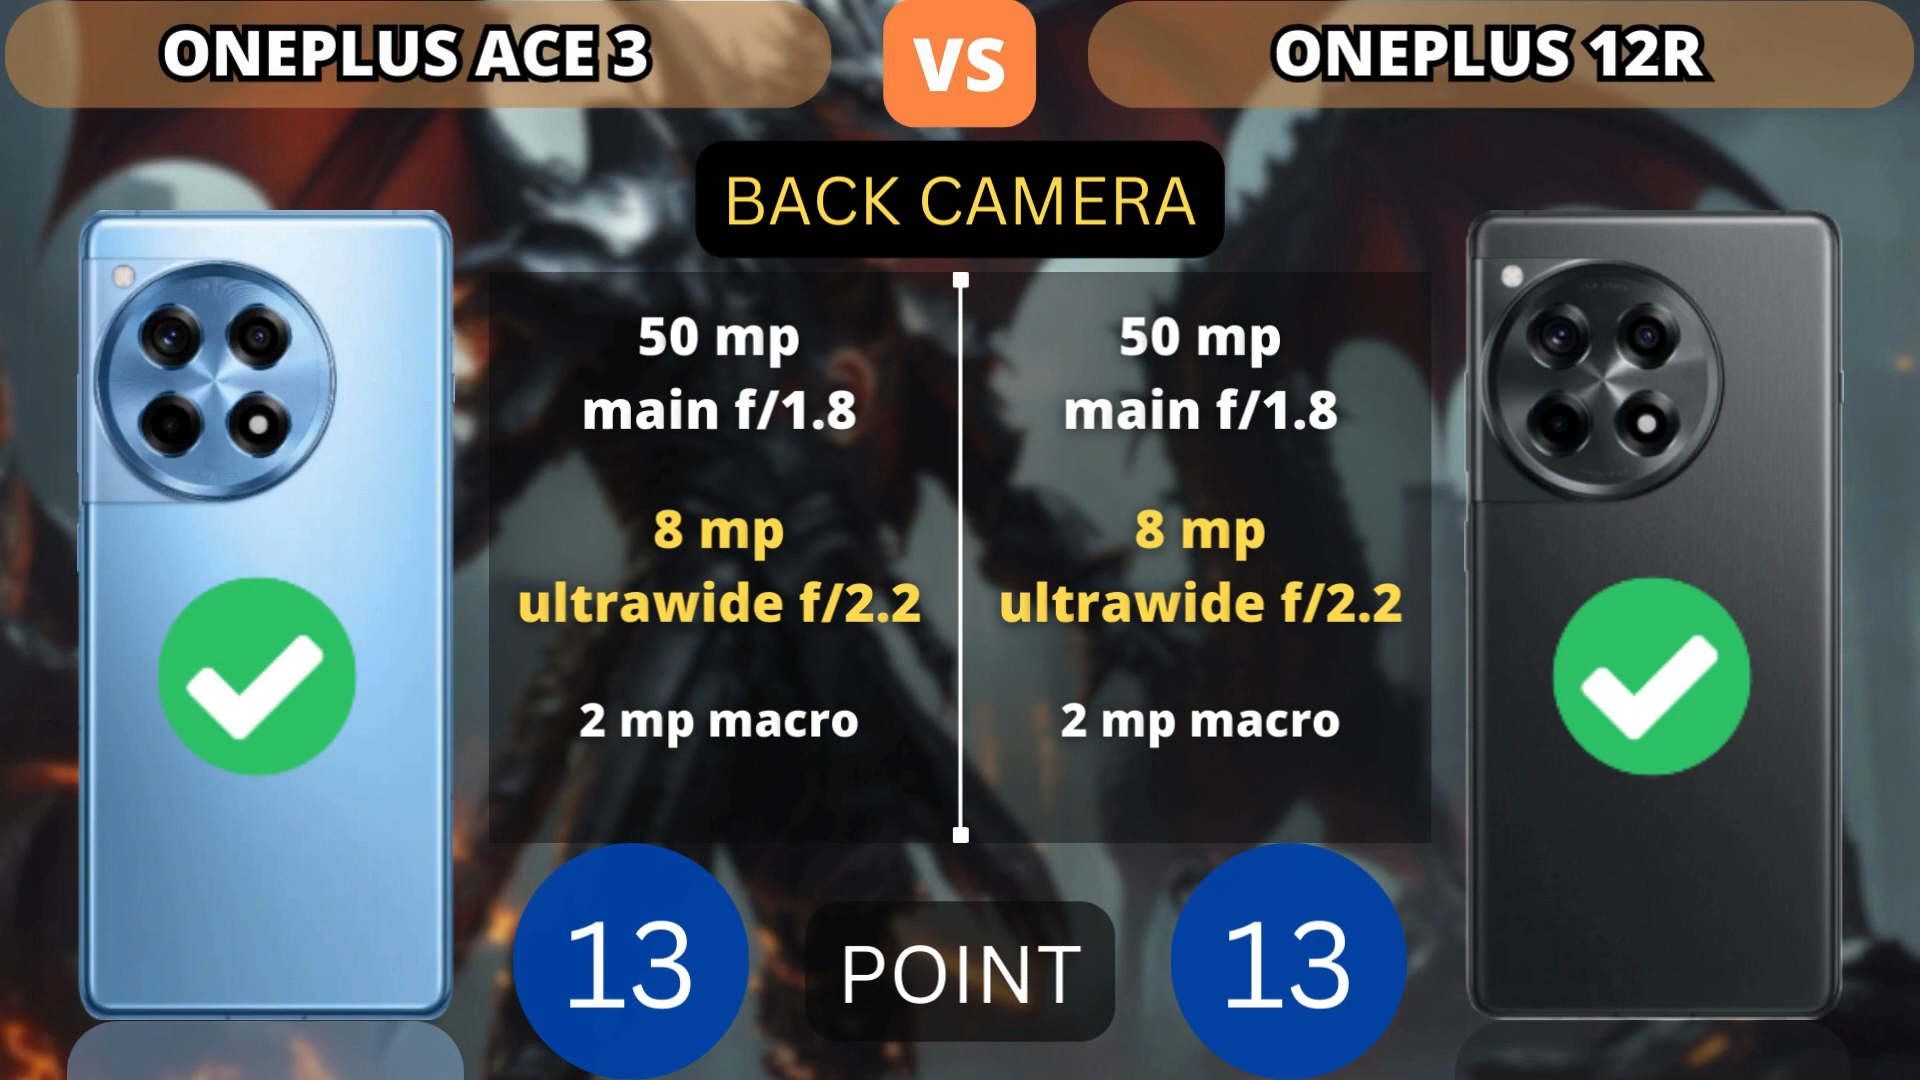 ONEPLUS ACE 3
VS
ONEPLUS 12R
BACK CAMERA
50 mp
main f/1.8
8 mp
ultrawide f/2.2
2 mp macro
50 mp
main f/1.8
8 mp
ultrawide f/2.2
2 mp macro
13
POINT
13